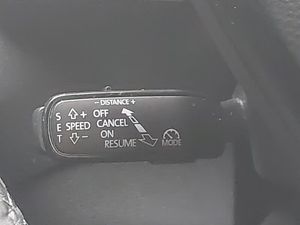 - DISTANCE +
S + OFF
E SPEED CANCEL
T - ON
RESUME MODE